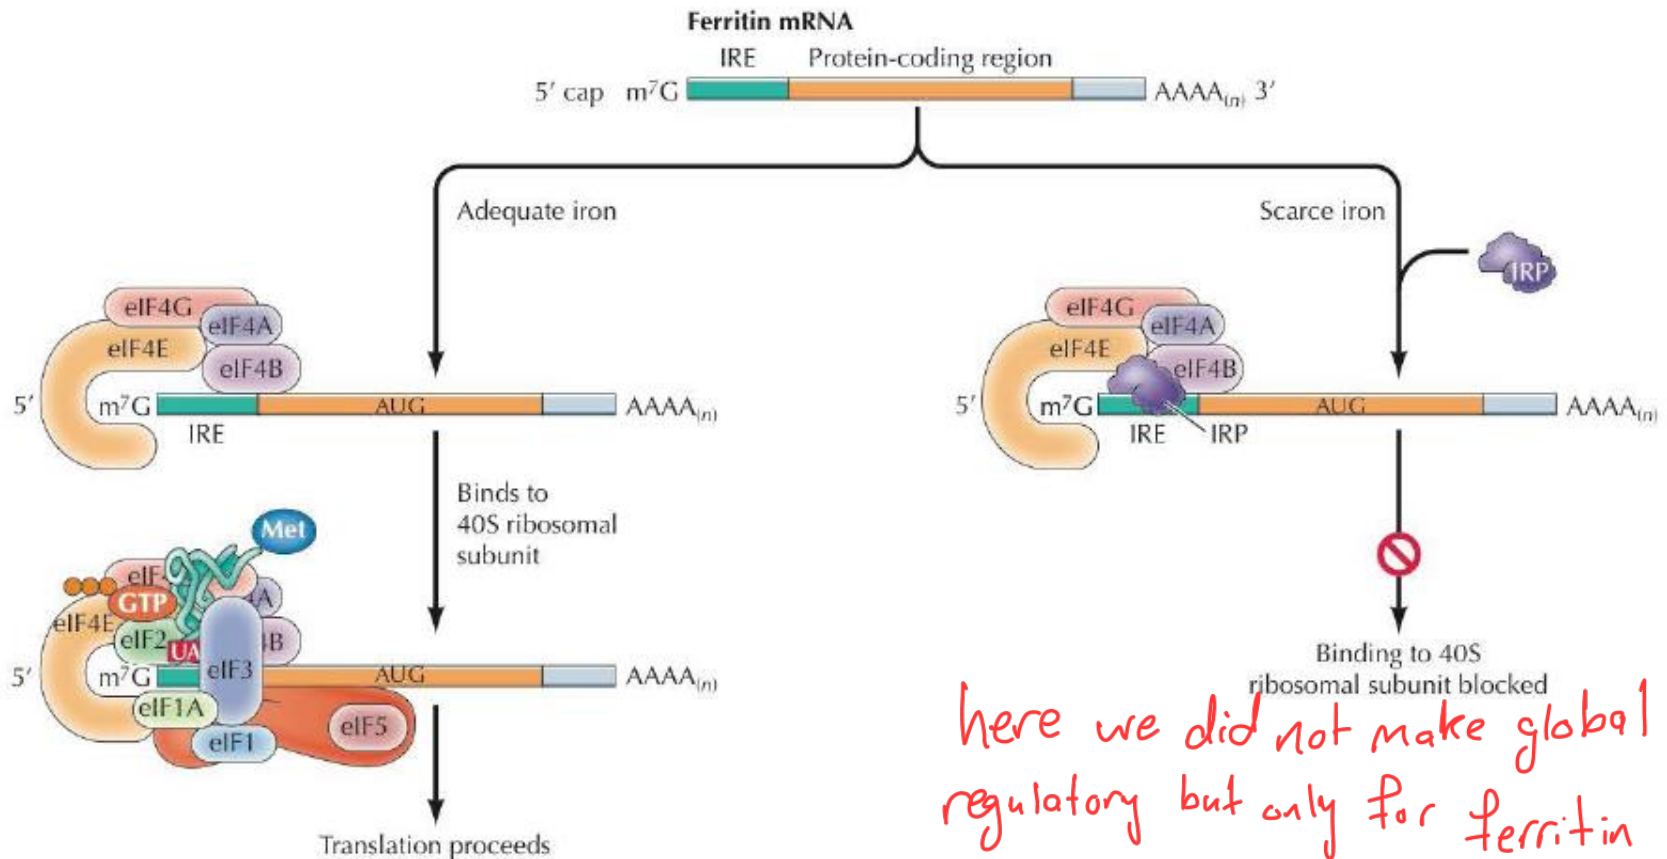 Ferritin mRNA
IRE Protein-coding region
5′ cap m⁷G AAAA(n) 3′
Adequate iron
Scarce iron
IRP
eIF4G
eIF4A
eIF4E
eIF4B
5′ m⁷G AUG AAAA(n)
IRE
eIF4G
eIF4A
eIF4E
eIF4B
5′ m⁷G AUG AAAA(n)
IRE IRP
Binds to
40S ribosomal
subunit
Met
eIF4
GTP
A
eIF4E
eIF2
UA
B
eIF3
5′ m⁷G AUG AAAA(n)
eIF1A
eIF5
eIF1
Translation proceeds
Binding to 40S
ribosomal subunit blocked
here we did not make global
regulatory but only for ferritin